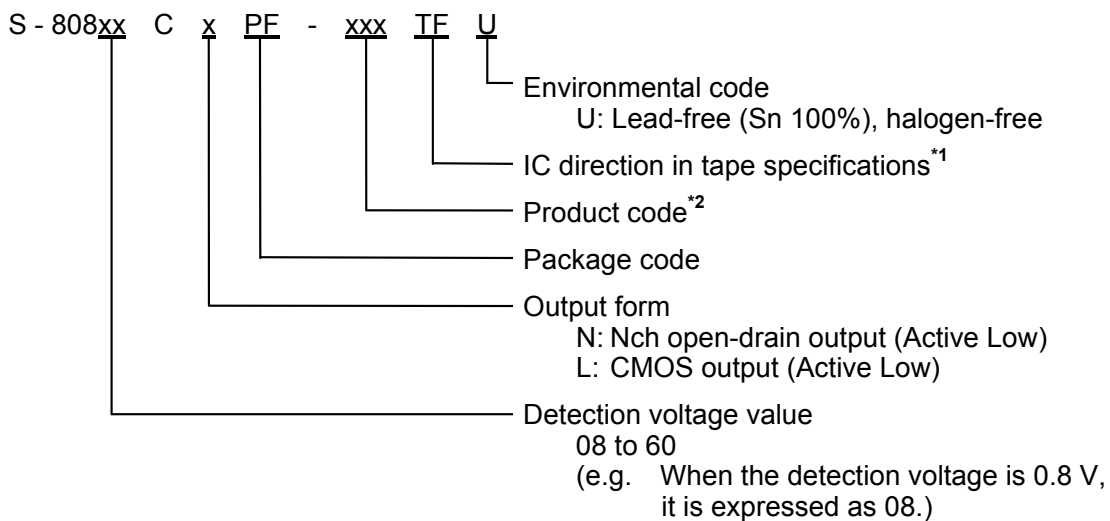 S - 808xx C x PF - xxx TF U
Environmental code
U: Lead-free (Sn 100%), halogen-free
IC direction in tape specifications*1
Product code*2
Package code
Output form
N: Nch open-drain output (Active Low)
L: CMOS output (Active Low)
Detection voltage value
08 to 60
(e.g. When the detection voltage is 0.8 V,
it is expressed as 08.)